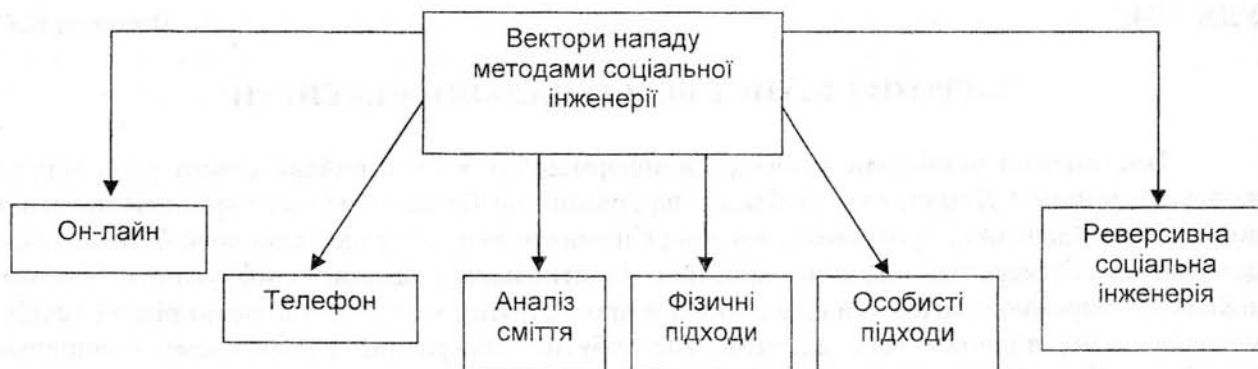 Вектори нападу
методами соціальної
інженерії
Он-лайн
Телефон
Аналіз
сміття
Фізичні
підходи
Особисті
підходи
Реверсивна
соціальна
інженерія